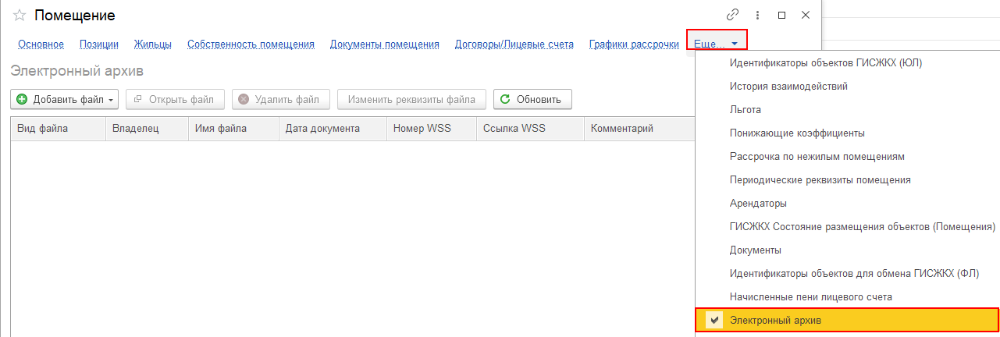 Помещение
Основное Позиции Жильцы Собственность помещения Документы помещения Договоры/Лицевые счета Графики рассрочки Еще...
Электронный архив
Добавить файл Открыть файл Удалить файл Изменить реквизиты файла Обновить
Вид файла Владелец Имя файла Дата документа Номер WSS Ссылка WSS Комментарий
Идентификаторы объектов ГИСЖКХ (ЮЛ)
История взаимодействий
Льгота
Понижающие коэффициенты
Рассрочка по нежилым помещениям
Периодические реквизиты помещения
Арендаторы
ГИСЖКХ Состояние размещения объектов (Помещения)
Документы
Идентификаторы объектов для обмена ГИСЖКХ (ФЛ)
Начисленные пени лицевого счета
Электронный архив